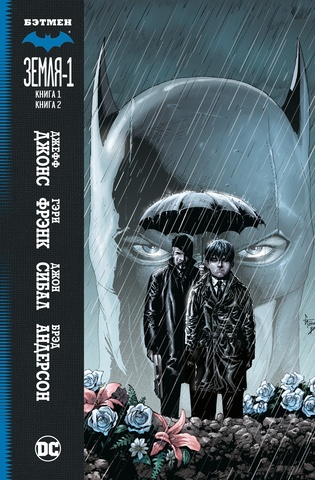 БЭТМЕН
ЗЕМЛЯ-1
КНИГА 1
КНИГА 2
ДЖЕФФ
ДЖОНС
ГЭРИ
ФРЭНК
ДЖОН
СИБАЛ
БРЭД
АНДЕРСОН
DC